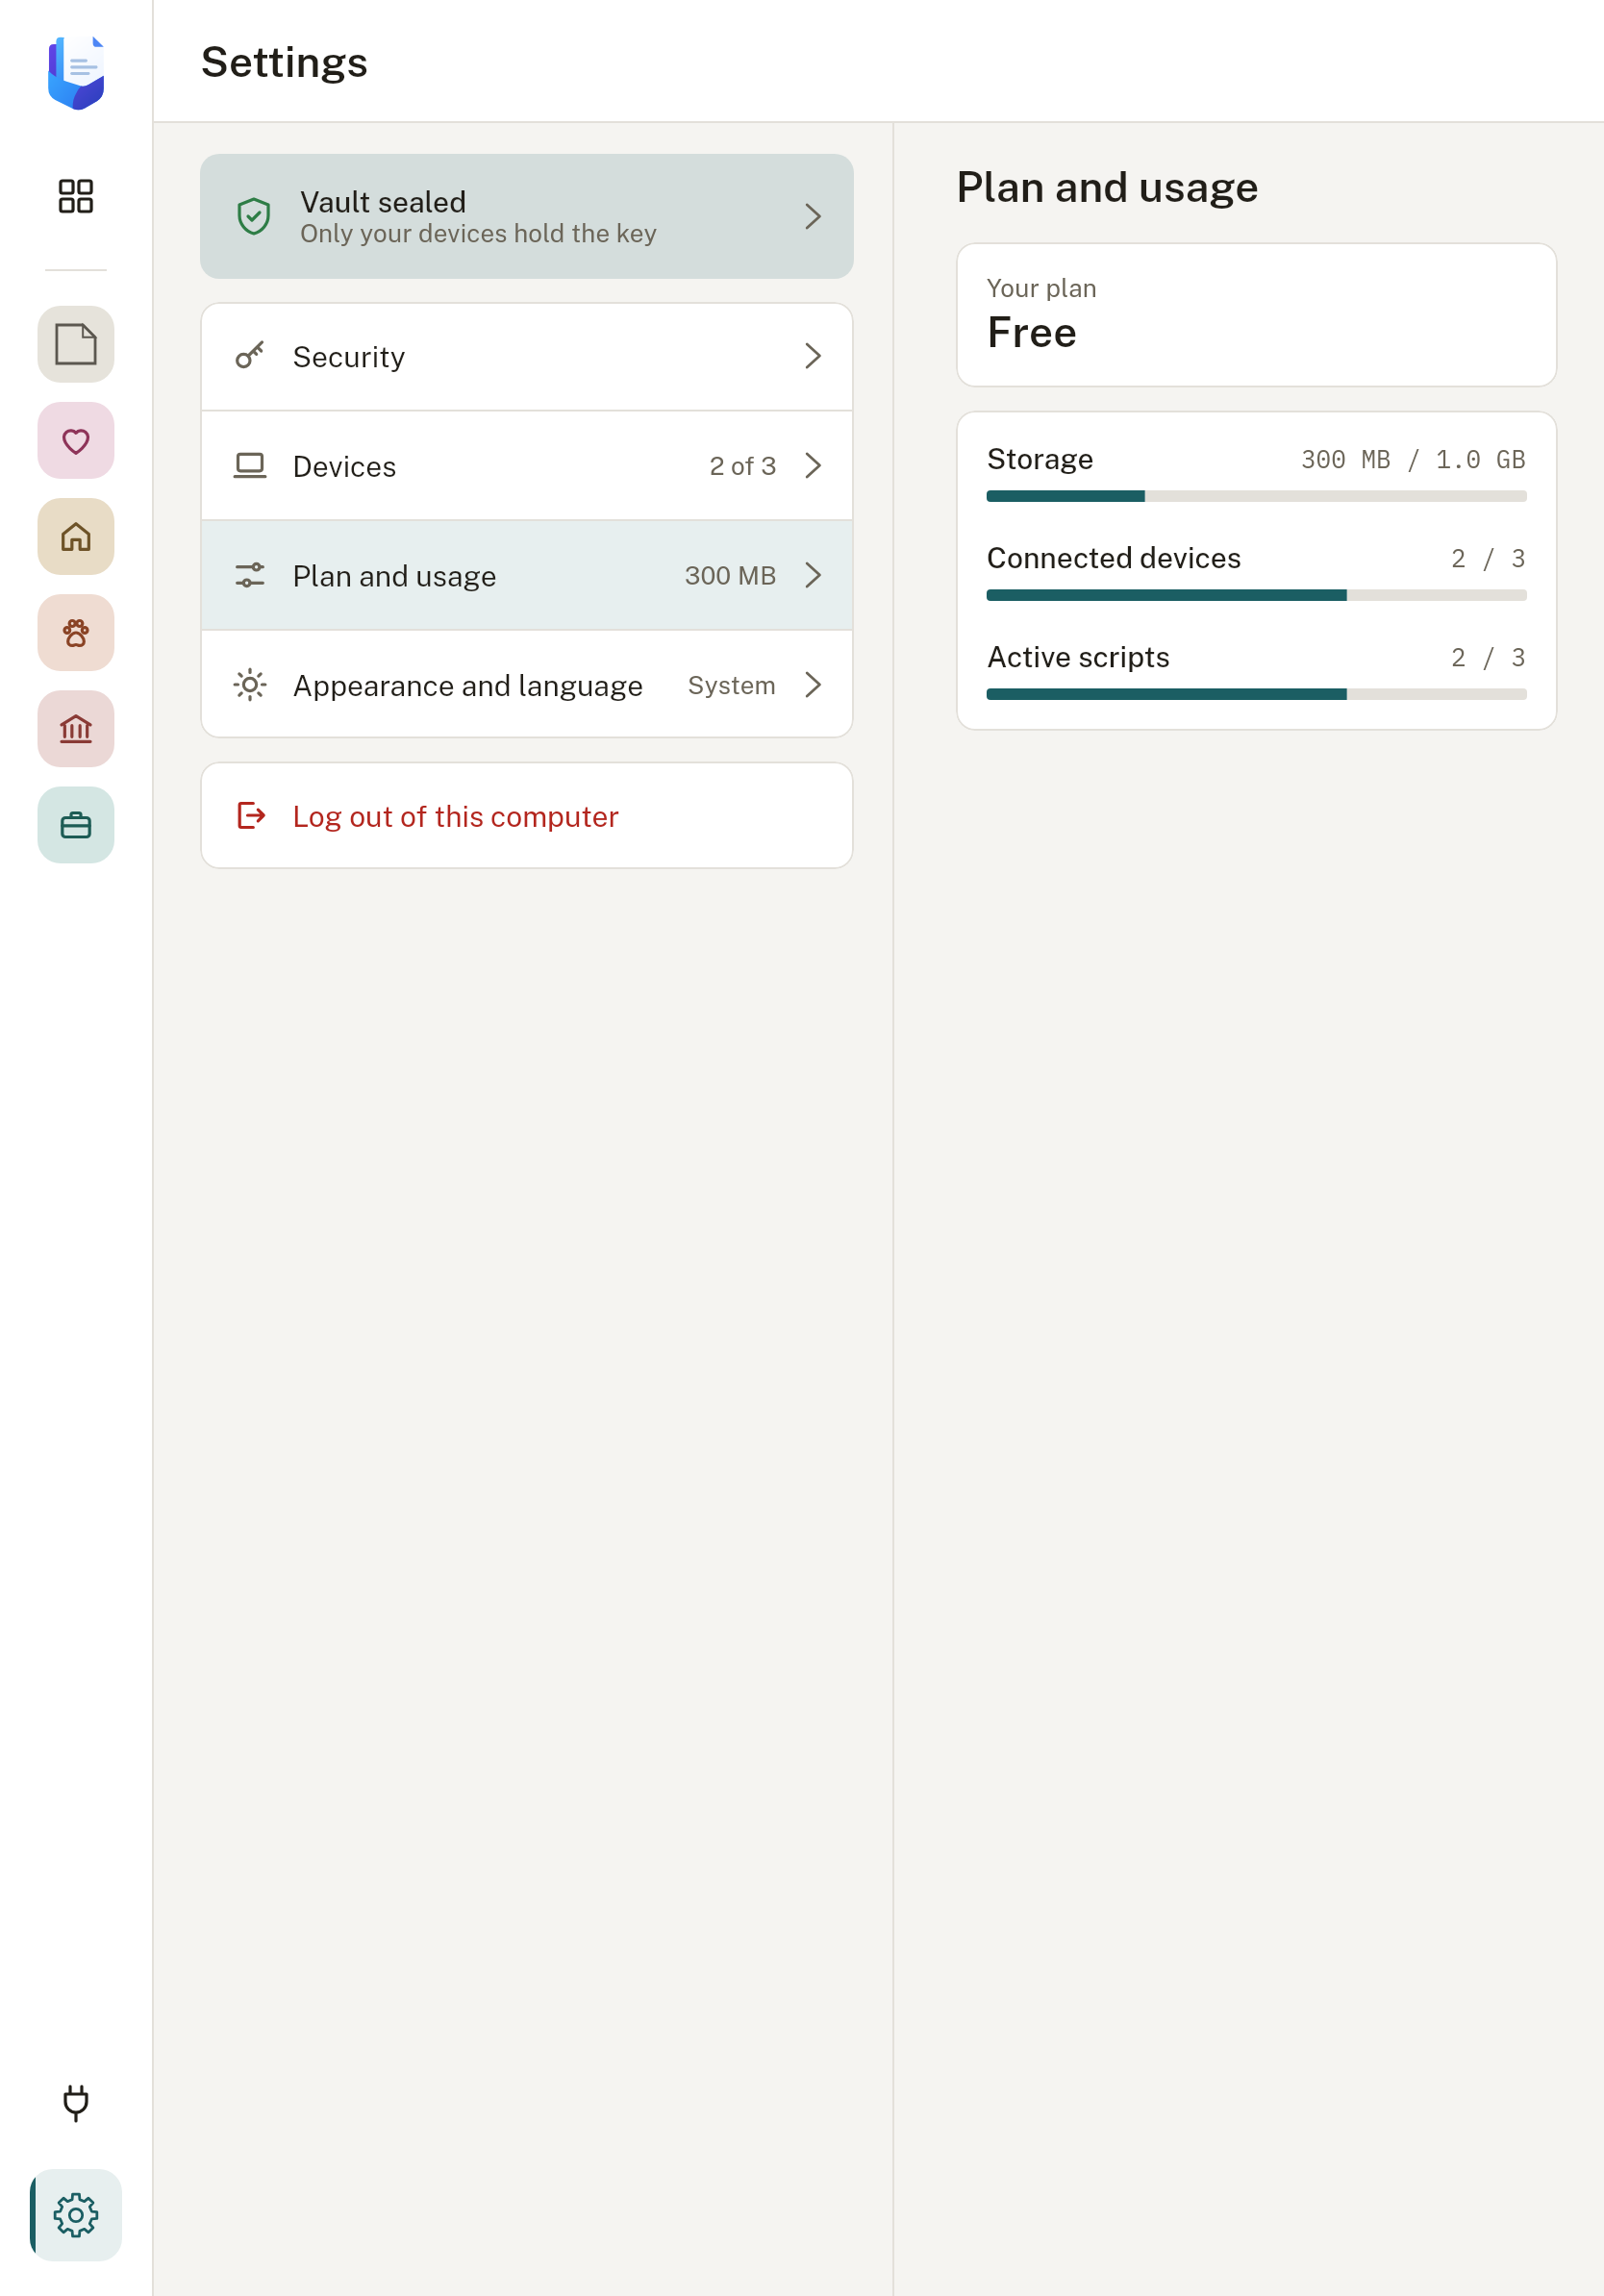 Settings
Vault sealed
Only your devices hold the key
Security
Devices
2 of 3
Plan and usage
300 MB
Appearance and language
System
Log out of this computer
Plan and usage
Your plan
Free
Storage
300 MB / 1.0 GB
Connected devices
2 / 3
Active scripts
2 / 3